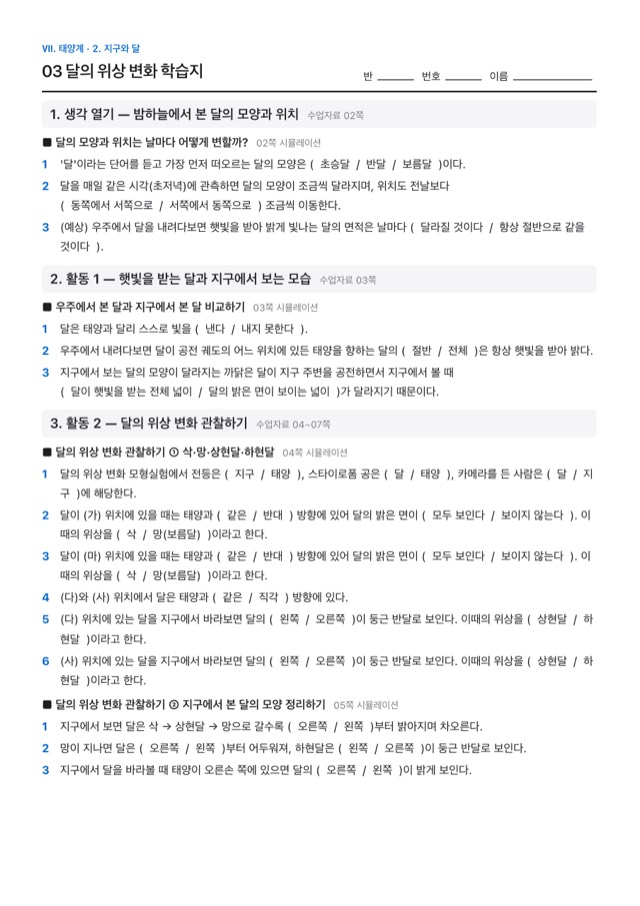 VII. 태양계 · 2. 지구와 달
03 달의 위상 변화 학습지
반 번호 이름
1. 생각 열기 — 밤하늘에서 본 달의 모양과 위치 수업자료 02쪽
■ 달의 모양과 위치는 날마다 어떻게 변할까? 02쪽 시뮬레이션
1 '달'이라는 단어를 듣고 가장 먼저 떠오르는 달의 모양은 ( 초승달 / 반달 / 보름달 )이다.
2 달을 매일 같은 시각(초저녁)에 관측하면 달의 모양이 조금씩 달라지며, 위치도 전날보다
( 동쪽에서 서쪽으로 / 서쪽에서 동쪽으로 ) 조금씩 이동한다.
3 (예상) 우주에서 달을 내려다보면 햇빛을 받아 밝게 빛나는 달의 면적은 날마다 ( 달라질 것이다 / 항상 절반으로 같을
것이다 ).
2. 활동 1 — 햇빛을 받는 달과 지구에서 보는 모습 수업자료 03쪽
■ 우주에서 본 달과 지구에서 본 달 비교하기 03쪽 시뮬레이션
1 달은 태양과 달리 스스로 빛을 ( 낸다 / 내지 못한다 ).
2 우주에서 내려다보면 달이 공전 궤도의 어느 위치에 있든 태양을 향하는 달의 ( 절반 / 전체 )은 항상 햇빛을 받아 밝다.
3 지구에서 보는 달의 모양이 달라지는 까닭은 달이 지구 주변을 공전하면서 지구에서 볼 때
( 달이 햇빛을 받는 전체 넓이 / 달의 밝은 면이 보이는 넓이 )가 달라지기 때문이다.
3. 활동 2 — 달의 위상 변화 관찰하기 수업자료 04~07쪽
■ 달의 위상 변화 관찰하기 ① 삭·망·상현달·하현달 04쪽 시뮬레이션
1 달의 위상 변화 모형실험에서 전등은 ( 지구 / 태양 ), 스타이로폼 공은 ( 달 / 태양 ), 카메라를 든 사람은 ( 달 / 지
구 )에 해당한다.
2 달이 (가) 위치에 있을 때는 태양과 ( 같은 / 반대 ) 방향에 있어 달의 밝은 면이 ( 모두 보인다 / 보이지 않는다 ). 이
때의 위상을 ( 삭 / 망(보름달) )이라고 한다.
3 달이 (마) 위치에 있을 때는 태양과 ( 같은 / 반대 ) 방향에 있어 달의 밝은 면이 ( 모두 보인다 / 보이지 않는다 ). 이
때의 위상을 ( 삭 / 망(보름달) )이라고 한다.
4 (다)와 (사) 위치에서 달은 태양과 ( 같은 / 직각 ) 방향에 있다.
5 (다) 위치에 있는 달을 지구에서 바라보면 달의 ( 왼쪽 / 오른쪽 )이 둥근 반달로 보인다. 이때의 위상을 ( 상현달 / 하
현달 )이라고 한다.
6 (사) 위치에 있는 달을 지구에서 바라보면 달의 ( 왼쪽 / 오른쪽 )이 둥근 반달로 보인다. 이때의 위상을 ( 상현달 / 하
현달 )이라고 한다.
■ 달의 위상 변화 관찰하기 ② 지구에서 본 달의 모양 정리하기 05쪽 시뮬레이션
1 지구에서 보면 달은 삭 → 상현달 → 망으로 갈수록 ( 오른쪽 / 왼쪽 )부터 밝아지며 차오른다.
2 망이 지나면 달은 ( 오른쪽 / 왼쪽 )부터 어두워져, 하현달은 ( 왼쪽 / 오른쪽 )이 둥근 반달로 보인다.
3 지구에서 달을 바라볼 때 태양이 오른손 쪽에 있으면 달의 ( 오른쪽 / 왼쪽 )이 밝게 보인다.